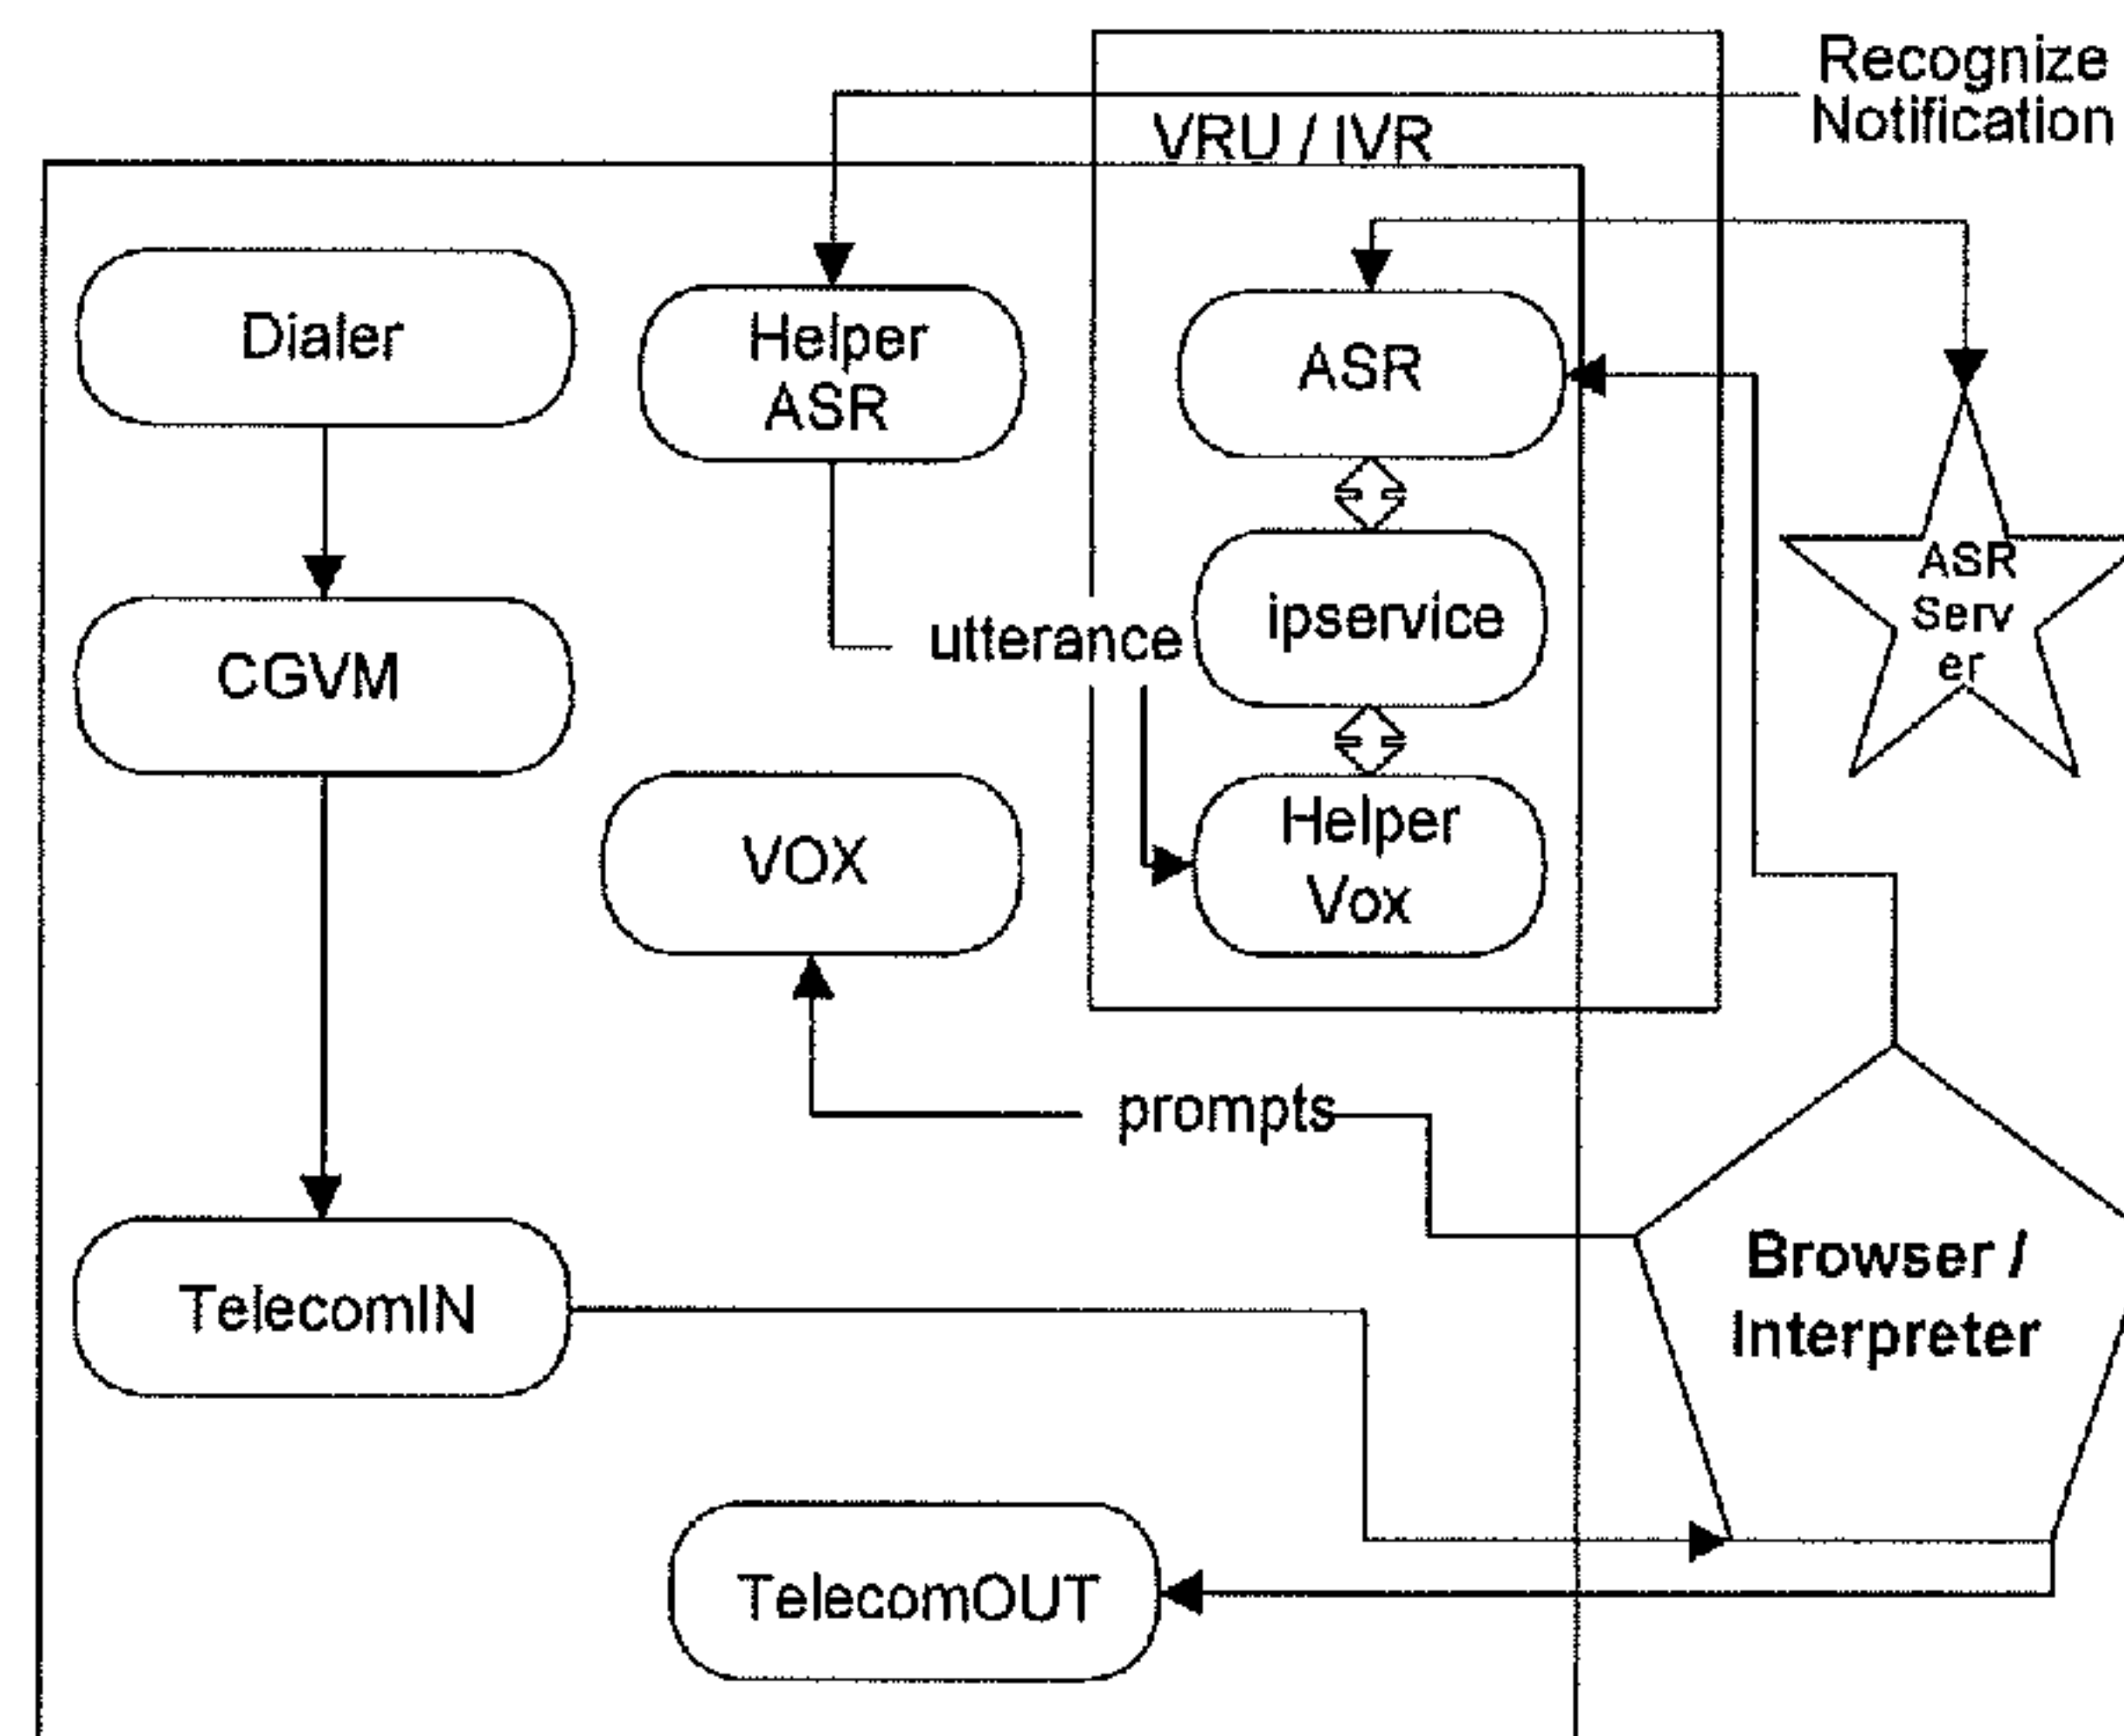 Recognize
Notification
VRU / IVR
Dialer
Helper
ASR
ASR
ASR
Serv
er
utterance
ipservice
CGVM
VOX
Helper
Vox
prompts
Browser /
Interpreter
TelecomIN
TelecomOUT